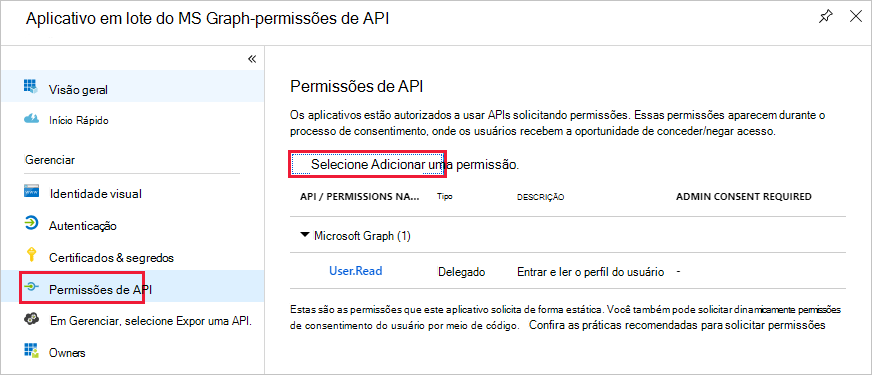 Aplicativo em lote do MS Graph-permissões de API
«
Visão geral
Início Rápido
Gerenciar
Identidade visual
Autenticação
Certificados & segredos
Permissões de API
Em Gerenciar, selecione Expor uma API.
Owners
Permissões de API
Os aplicativos estão autorizados a usar APIs solicitando permissões. Essas permissões aparecem durante o
processo de consentimento, onde os usuários recebem a oportunidade de conceder/negar acesso.
Selecione Adicionar uma permissão.
API / PERMISSIONS NA... Tipo DESCRIÇÃO ADMIN CONSENT REQUIRED
Microsoft Graph (1)
User.Read Delegado Entrar e ler o perfil do usuário -
Estas são as permissões que este aplicativo solicita de forma estática. Você também pode solicitar dinamicamente permissões
de consentimento do usuário por meio de código. Confira as práticas recomendadas para solicitar permissões